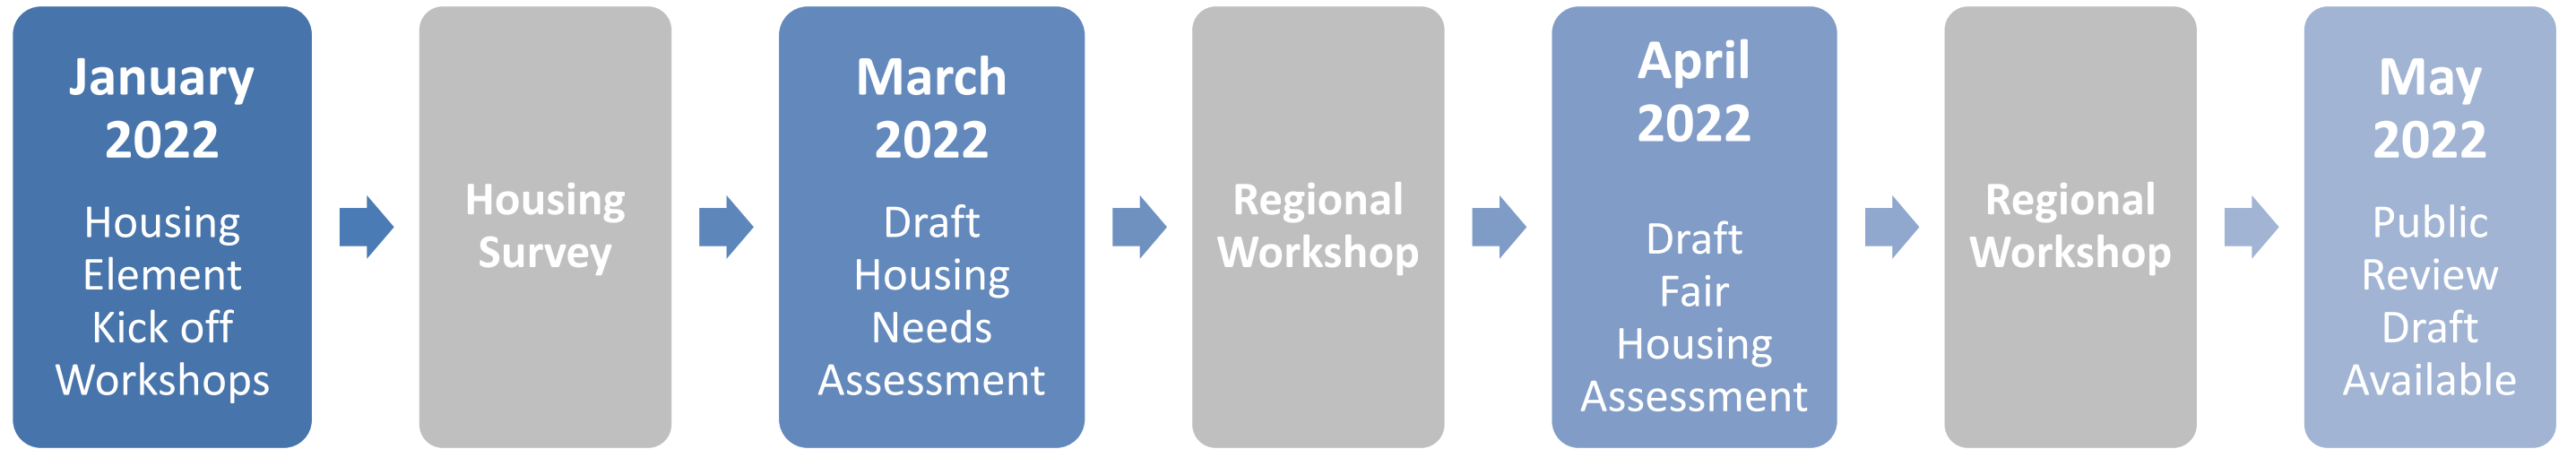 January
2022
Housing
Element
Kick off
Workshops
Housing
Survey
March
2022
Draft
Housing
Needs
Assessment
Regional
Workshop
April
2022
Draft
Fair
Housing
Assessment
Regional
Workshop
May
2022
Public
Review
Draft
Available